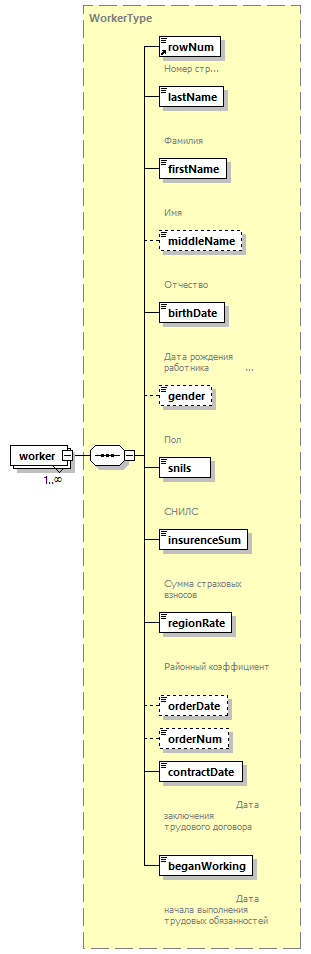 WorkerType
rowNum
Номер стр...
lastName
Фамилия
firstName
Имя
middleName
Отчество
birthDate
Дата рождения
работника ...
gender
Пол
worker
1..∞
snils
СНИЛС
insurenceSum
Сумма страховых
взносов
regionRate
Районный коэффициент
orderDate
orderNum
contractDate
Дата
заключения
трудового договора
beganWorking
Дата
начала выполнения
трудовых обязанностей